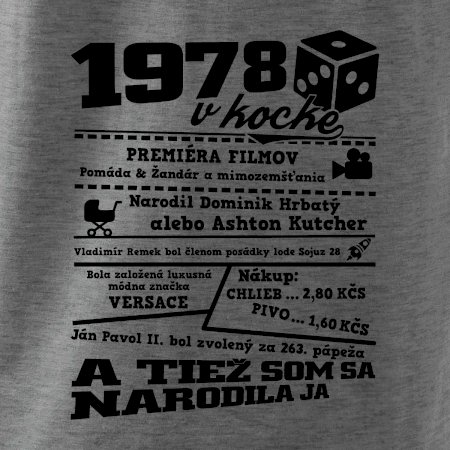 1978
v kocke
PREMIÉRA FILMOV
Pomáda & Žandár a mimozemšťania
Narodil Dominik Hrbatý
alebo Ashton Kutcher
Vladimír Remek bol členom posádky lode Sojuz 28
Bola založená luxusná
módna značka
VERSACE
Nákup:
CHLIEB ... 2,80 KČS
PIVO ... 1,60 KČS
Ján Pavol II. bol zvolený za 263. pápeža
A TIEŽ SOM SA
NARODILA JA